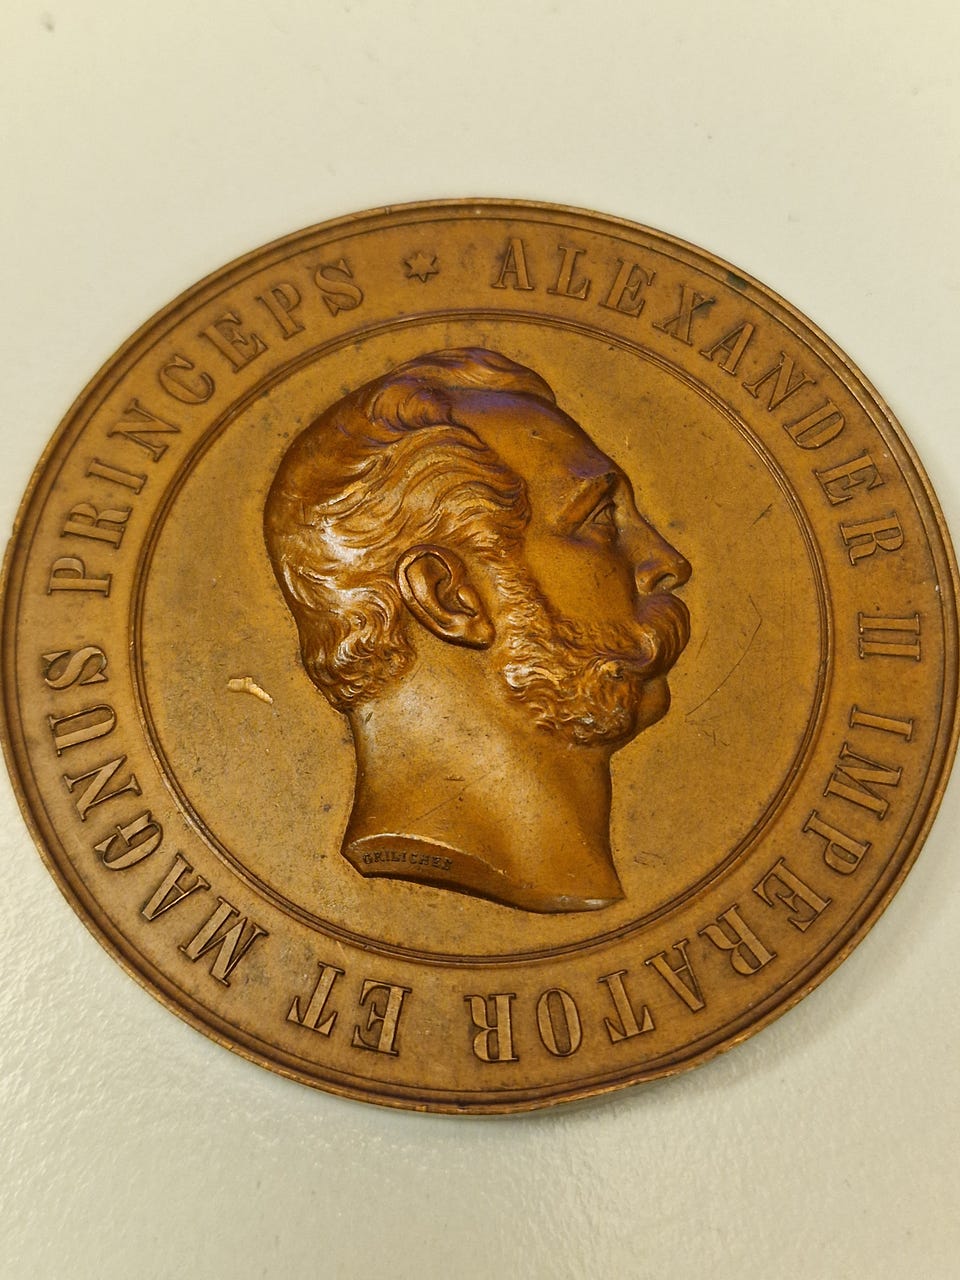 ALEXANDER II IMPERATOR ET MAGNUS PRINCEPS
GRILICHES